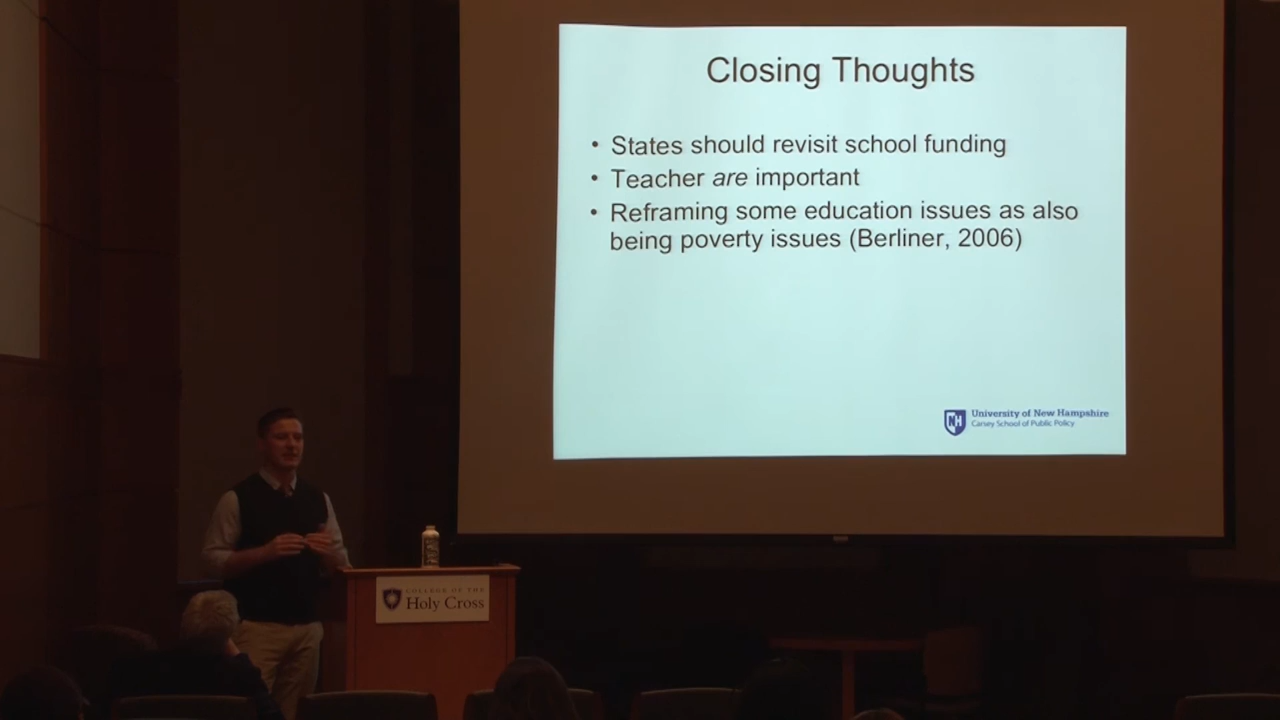 Closing Thoughts
• States should revisit school funding
• Teacher are important
• Reframing some education issues as also
being poverty issues (Berliner, 2006)
NH
University of New Hampshire
Carsey School of Public Policy
COLLEGE OF THE
Holy Cross